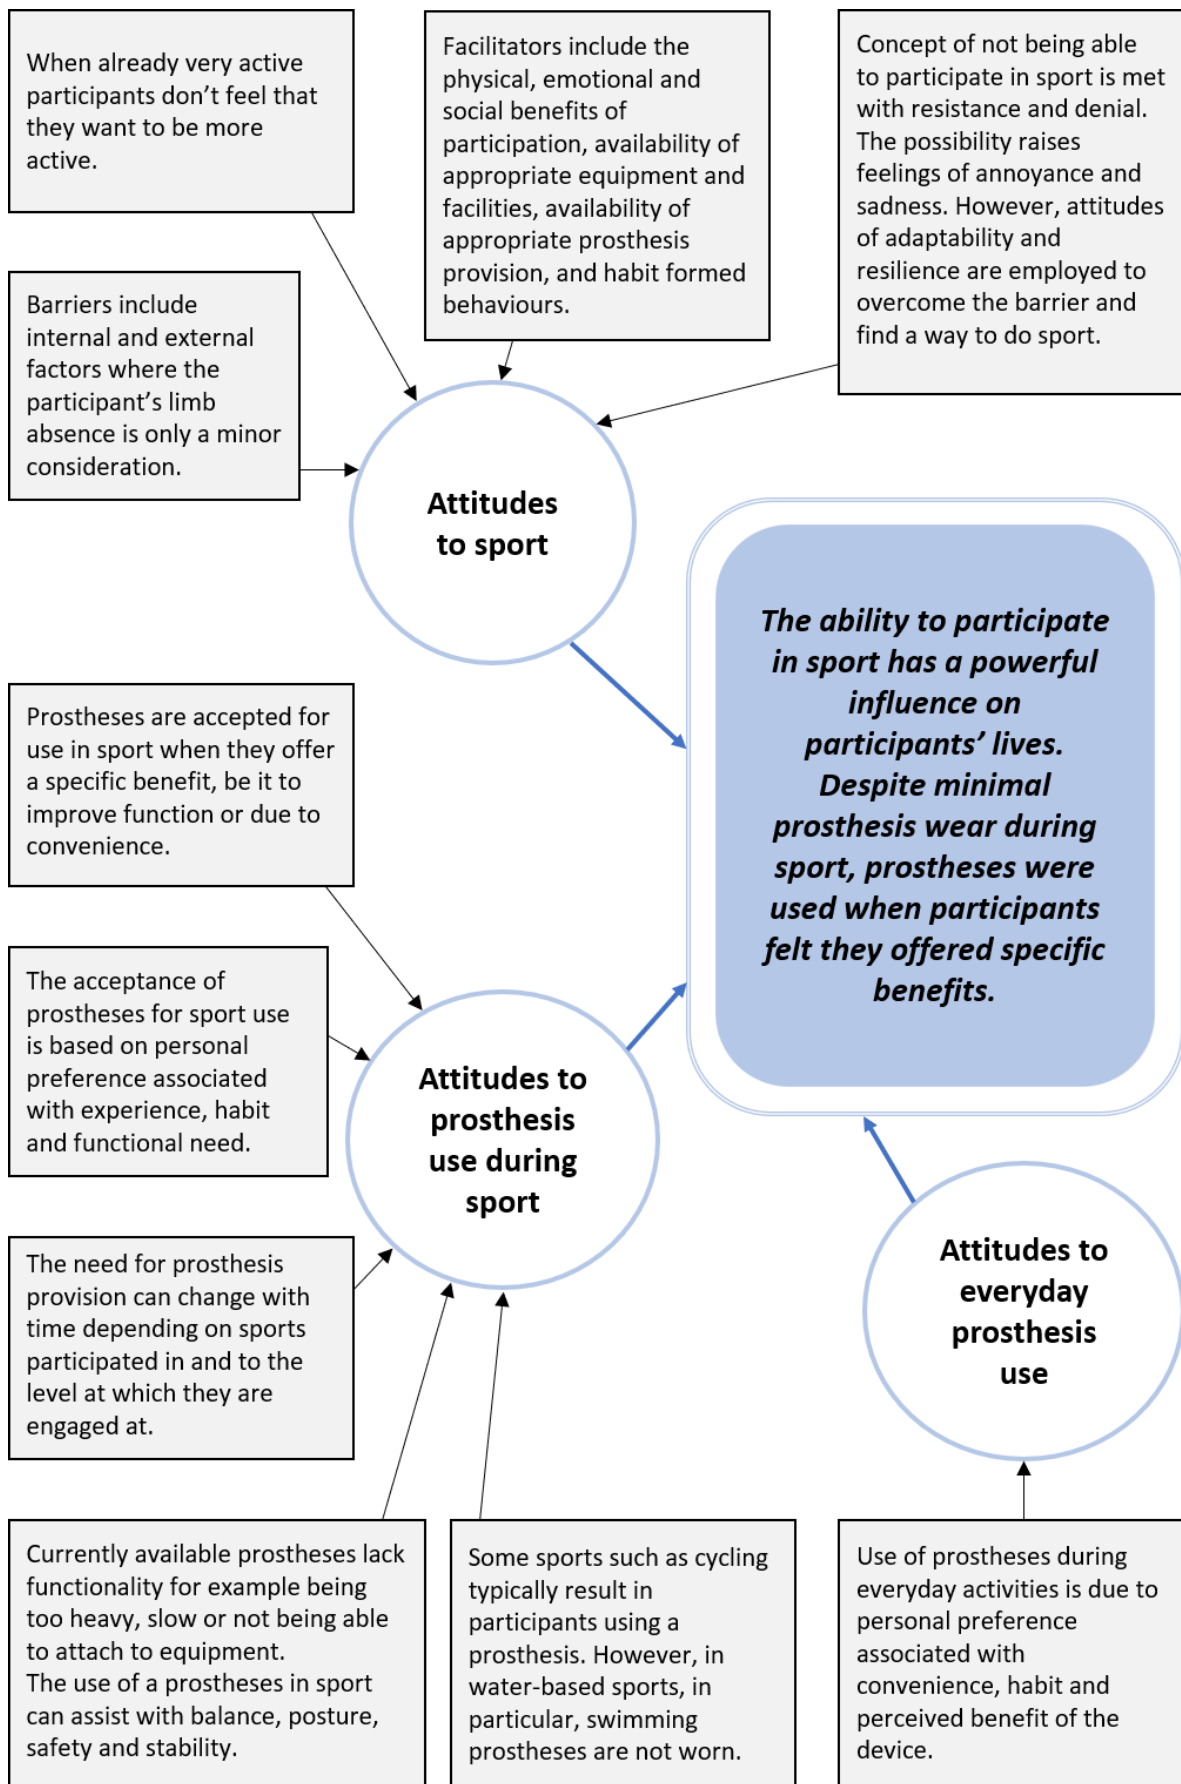 When already very active
participants don't feel that
they want to be more
active.
Facilitators include the
physical, emotional and
social benefits of
participation, availability of
appropriate equipment and
facilities, availability of
appropriate prosthesis
provision, and habit formed
behaviours.
Concept of not being able
to participate in sport is met
with resistance and denial.
The possibility raises
feelings of annoyance and
sadness. However, attitudes
of adaptability and
resilience are employed to
overcome the barrier and
find a way to do sport.
Barriers include
internal and external
factors where the
participant's limb
absence is only a minor
consideration.
Attitudes
to sport
The ability to participate
in sport has a powerful
influence on
participants' lives.
Despite minimal
prosthesis wear during
sport, prostheses were
used when participants
felt they offered specific
benefits.
Prostheses are accepted for
use in sport when they offer
a specific benefit, be it to
improve function or due to
convenience.
The acceptance of
prostheses for sport use
is based on personal
preference associated
with experience, habit
and functional need.
Attitudes to
prosthesis
use during
sport
The need for prosthesis
provision can change with
time depending on sports
participated in and to the
level at which they are
engaged at.
Attitudes to
everyday
prosthesis
use
Currently available prostheses lack
functionality for example being
too heavy, slow or not being able
to attach to equipment.
The use of a prostheses in sport
can assist with balance, posture,
safety and stability.
Some sports such as cycling
typically result in
participants using a
prosthesis. However, in
water-based sports, in
particular, swimming
prostheses are not worn.
Use of prostheses during
everyday activities is due to
personal preference
associated with
convenience, habit and
perceived benefit of the
device.